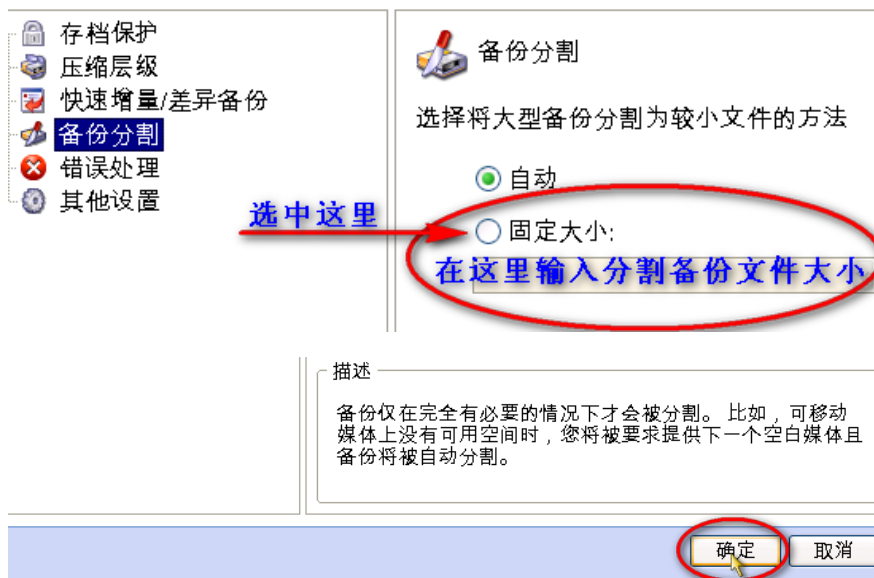 存档保护
压缩层级
快速增量/差异备份
备份分割
错误处理
其他设置
备份分割
选择将大型备份分割为较小文件的方法
自动
选中这里
固定大小:
在这里输入分割备份文件大小
描述
备份仅在完全有必要的情况下才会被分割。 比如，可移动
媒体上没有可用空间时，您将被要求提供下一个空白媒体且
备份将被自动分割。
确定
取消